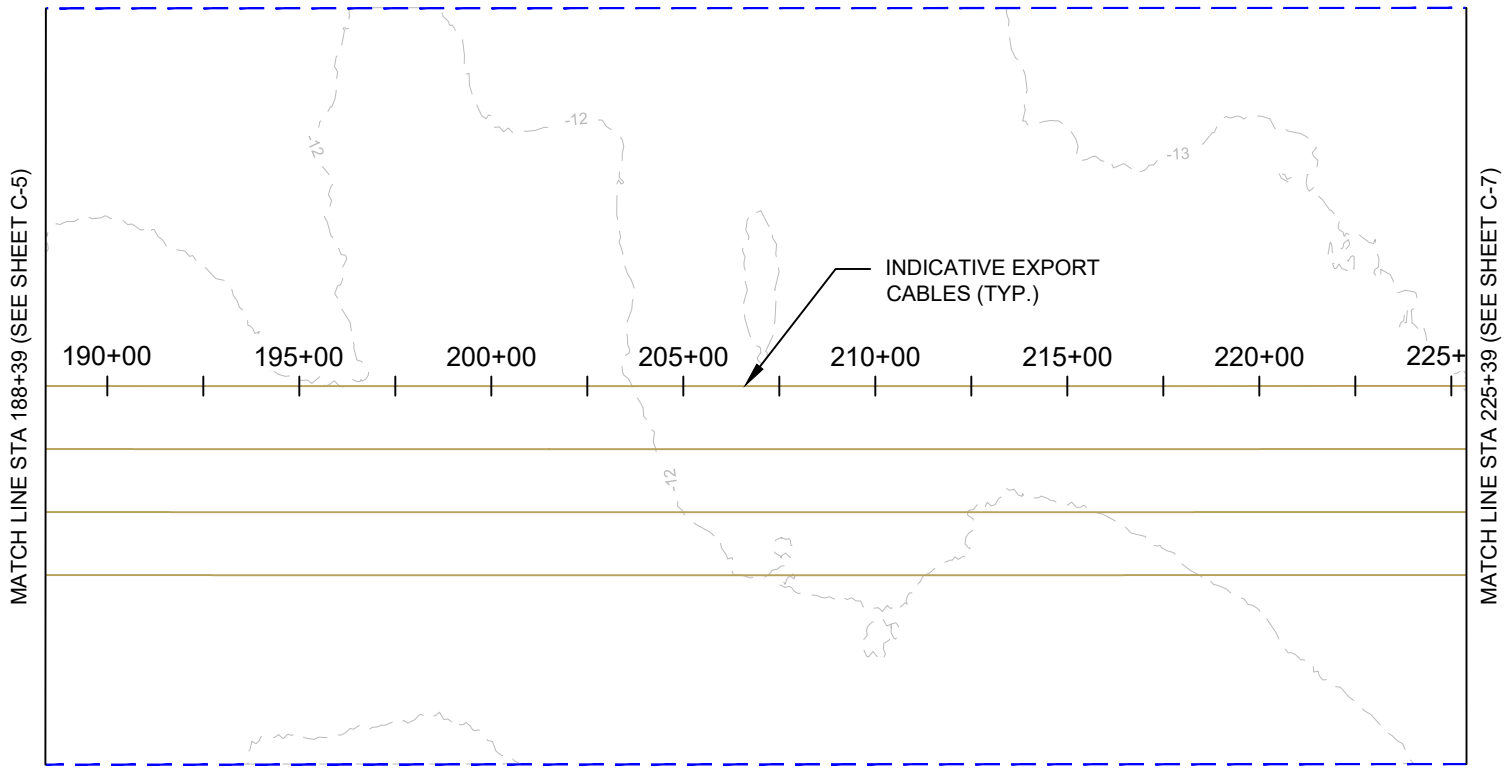 -12
-12
-13
MATCH LINE STA 188+39 (SEE SHEET C-5)
MATCH LINE STA 225+39 (SEE SHEET C-7)
INDICATIVE EXPORT
CABLES (TYP.)
190+00 195+00 200+00 205+00 210+00 215+00 220+00 225+
-12